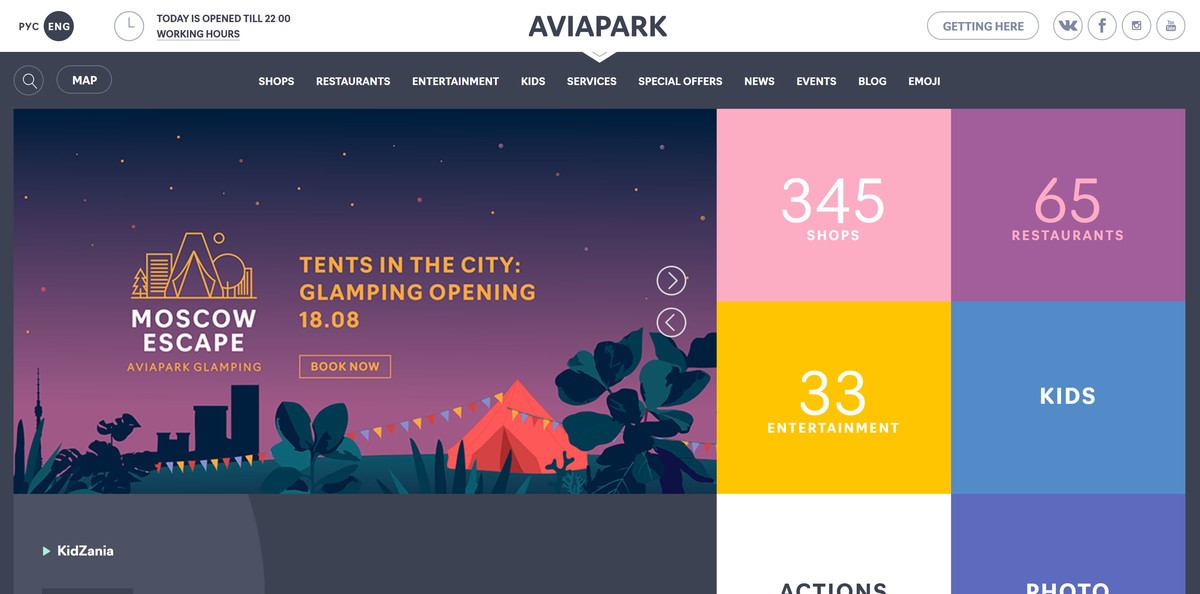 РУС ENG
TODAY IS OPENED TILL 22:00
WORKING HOURS
AVIAPARK
GETTING HERE
You
Tube
MAP
SHOPS RESTAURANTS ENTERTAINMENT KIDS SERVICES SPECIAL OFFERS NEWS EVENTS BLOG EMOJI
MOSCOW
ESCAPE
AVIAPARK GLAMPING
TENTS IN THE CITY:
GLAMPING OPENING
18.08
BOOK NOW
345
SHOPS
65
RESTAURANTS
33
ENTERTAINMENT
KIDS
KidZania
ACTIONS
PHOTO